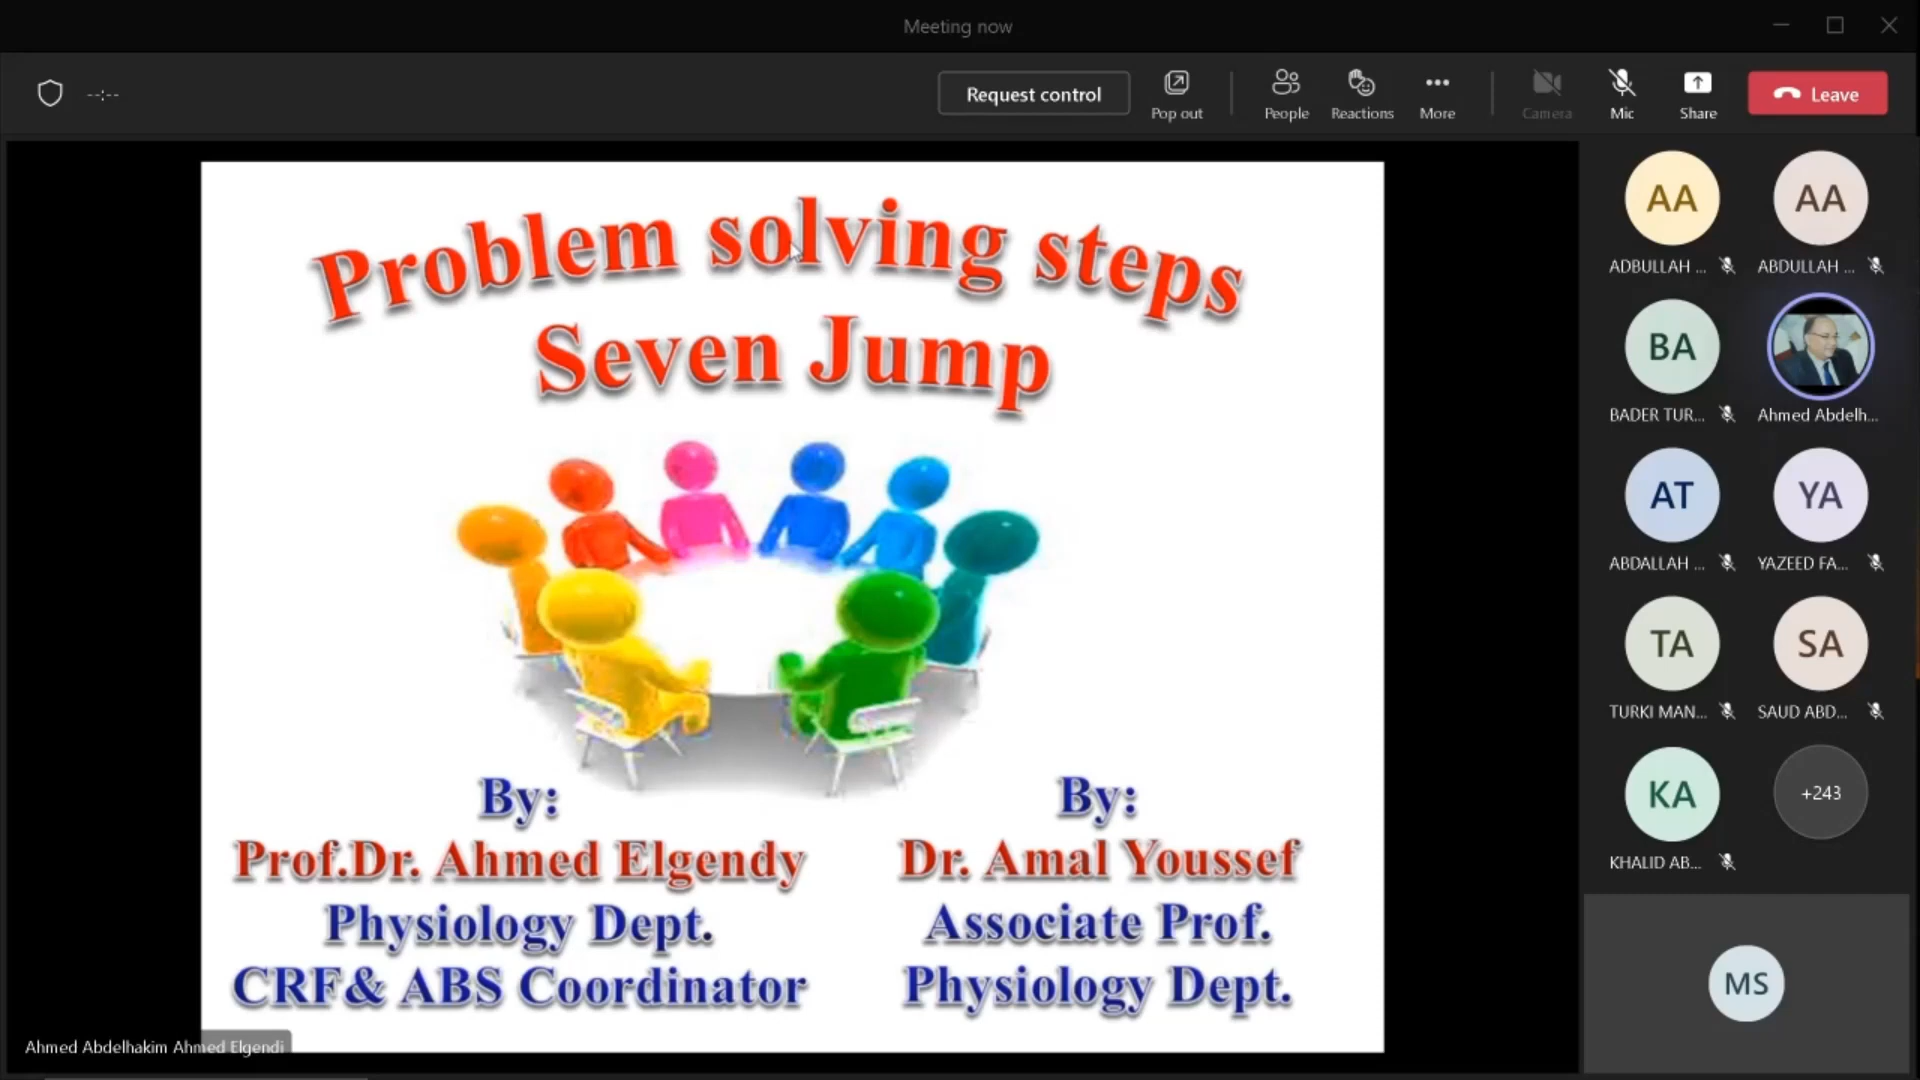 Meeting now
--:--
Request control
Pop out
People
Reactions
More
Camera
Mic
Share
Leave
Problem solving steps
Seven Jump
By:
Prof.Dr. Ahmed Elgendy
Physiology Dept.
CRF& ABS Coordinator
By:
Dr. Amal Youssef
Associate Prof.
Physiology Dept.
Ahmed Abdelhakim Ahmed Elgendi
AA
ADBULLAH ...
AA
ABDULLAH ...
BA
BADER TUR...
Ahmed Abdelh...
AT
ABDALLAH ...
YA
YAZEED FA...
TA
TURKI MAN...
SA
SAUD ABD...
KA
KHALID AB...
+243
MS